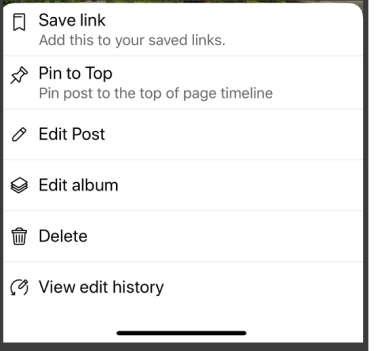 Save link
Add this to your saved links.
Pin to Top
Pin post to the top of page timeline
Edit Post
Edit album
Delete
View edit history